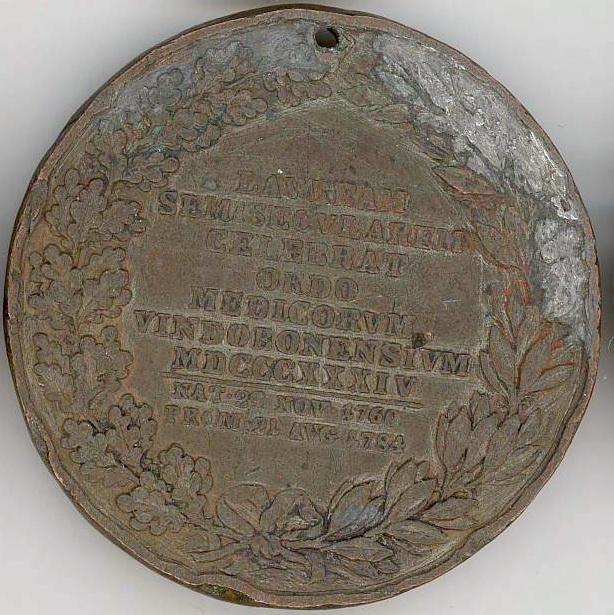 LAUREAM
SEMISECVLAREM
CELEBRAT
ORDO
MEDICORVM
VINDOBONENSIVM
MDCCCXXXIV
NAT·29 NOV·1760
PROM·21 AVG·1784